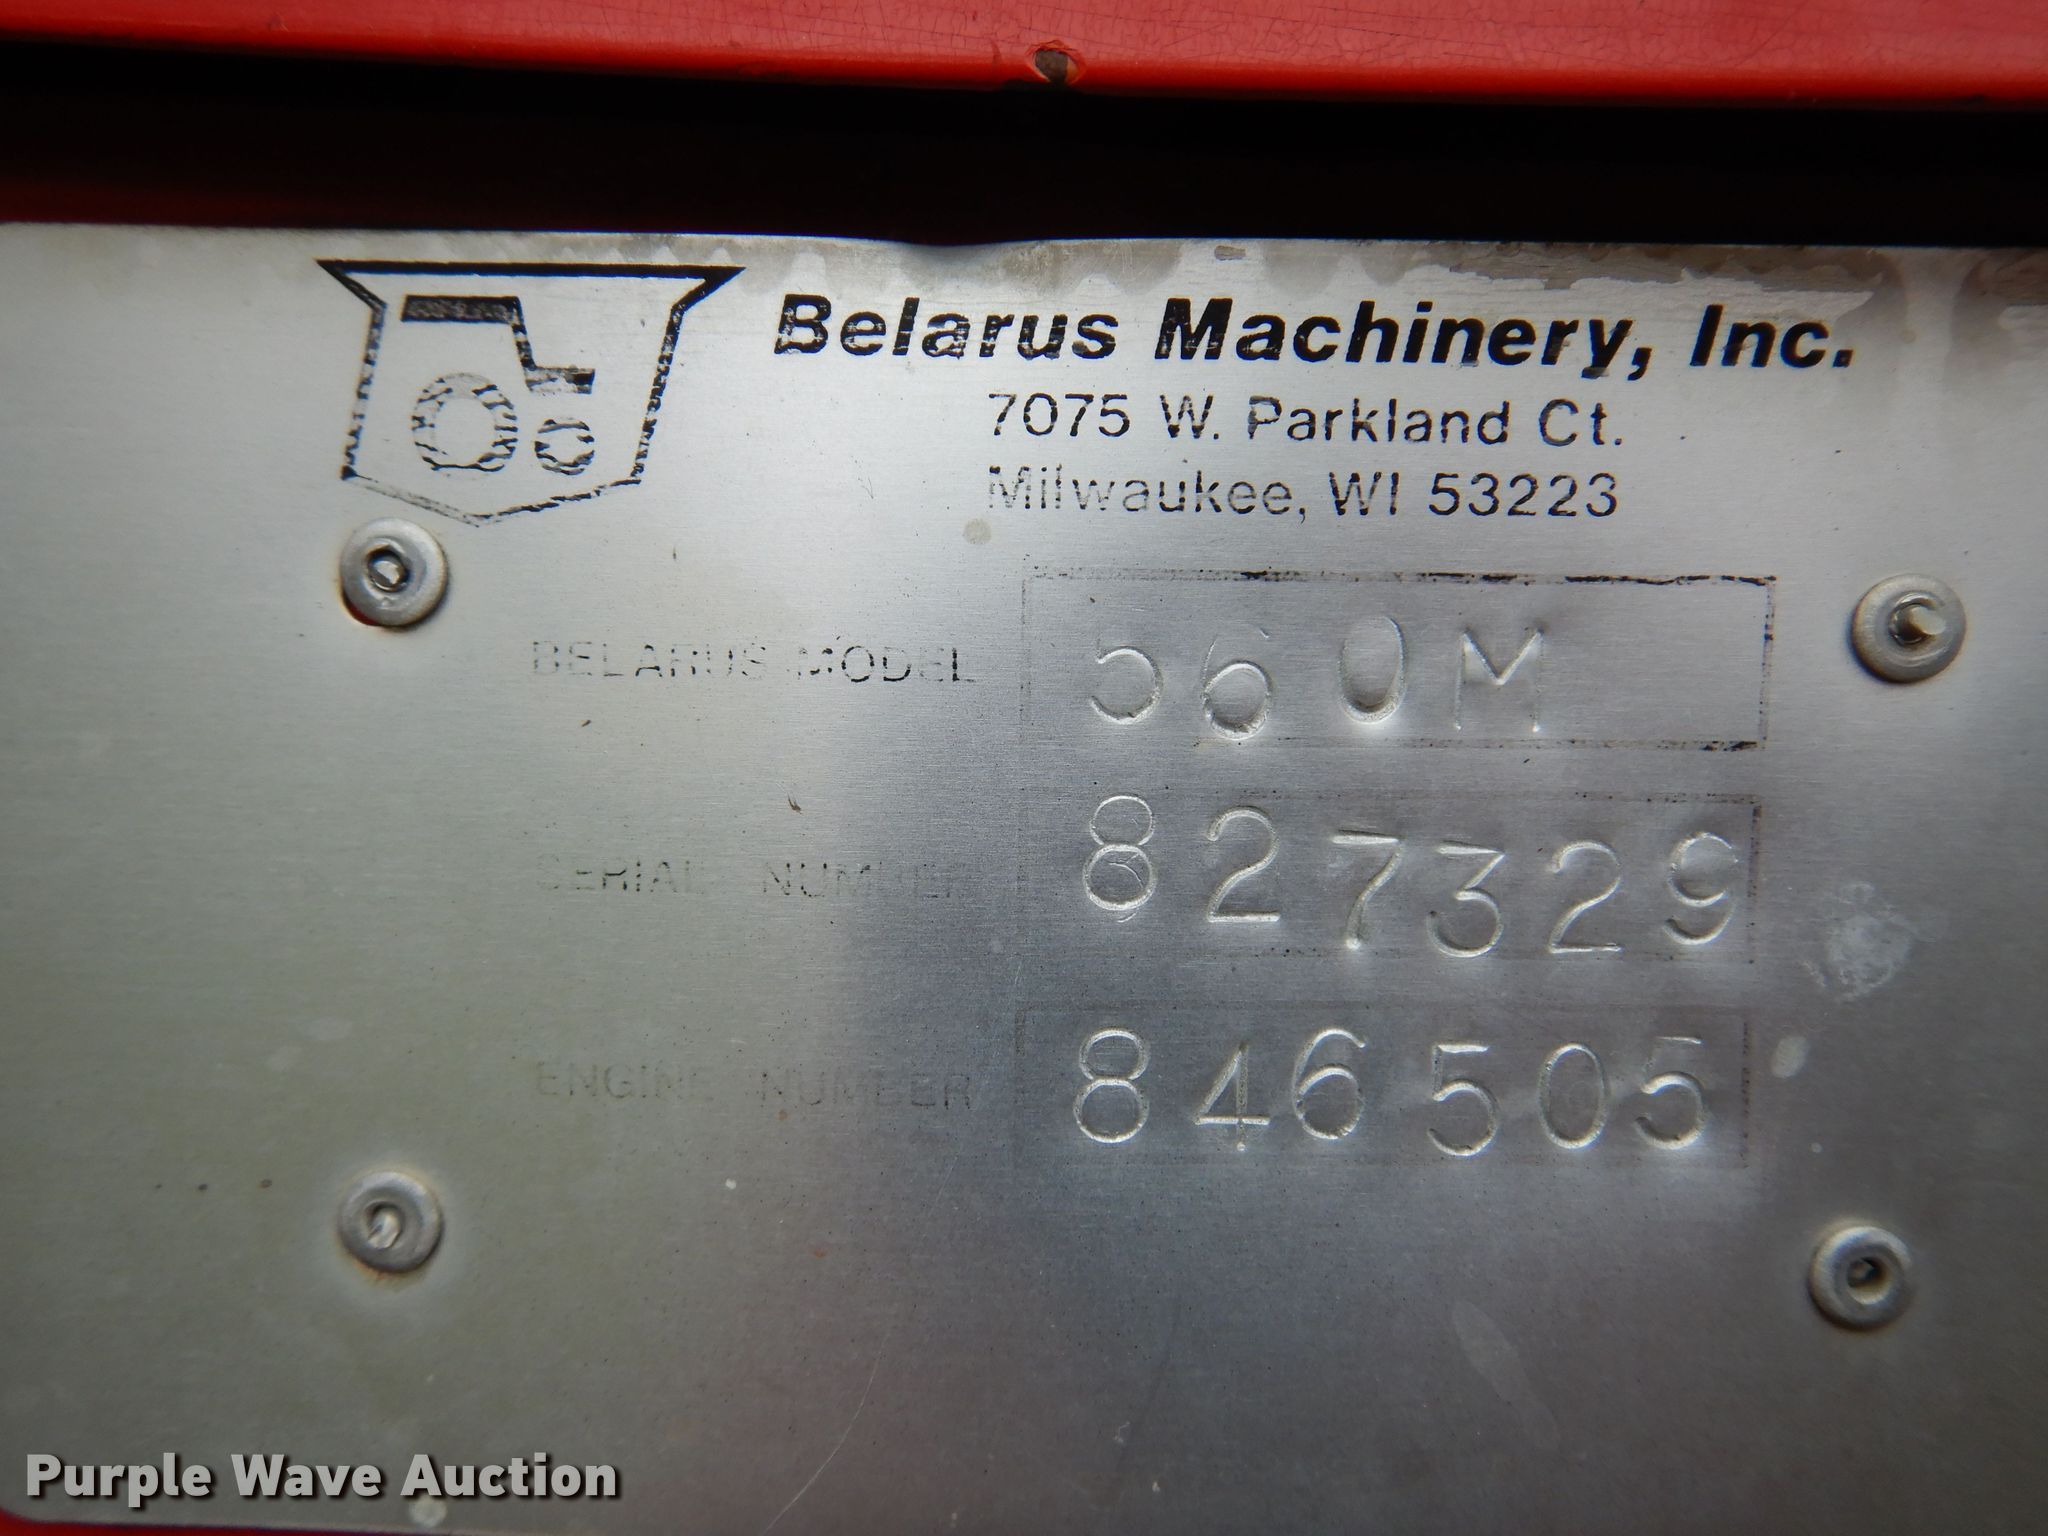 Belarus Machinery, Inc.
7075 W. Parkland Ct.
Milwaukee, WI 53223
BELARUS MODEL 560M
SERIAL NUMBER 827329
ENGINE NUMBER 846505
Purple Wave Auction